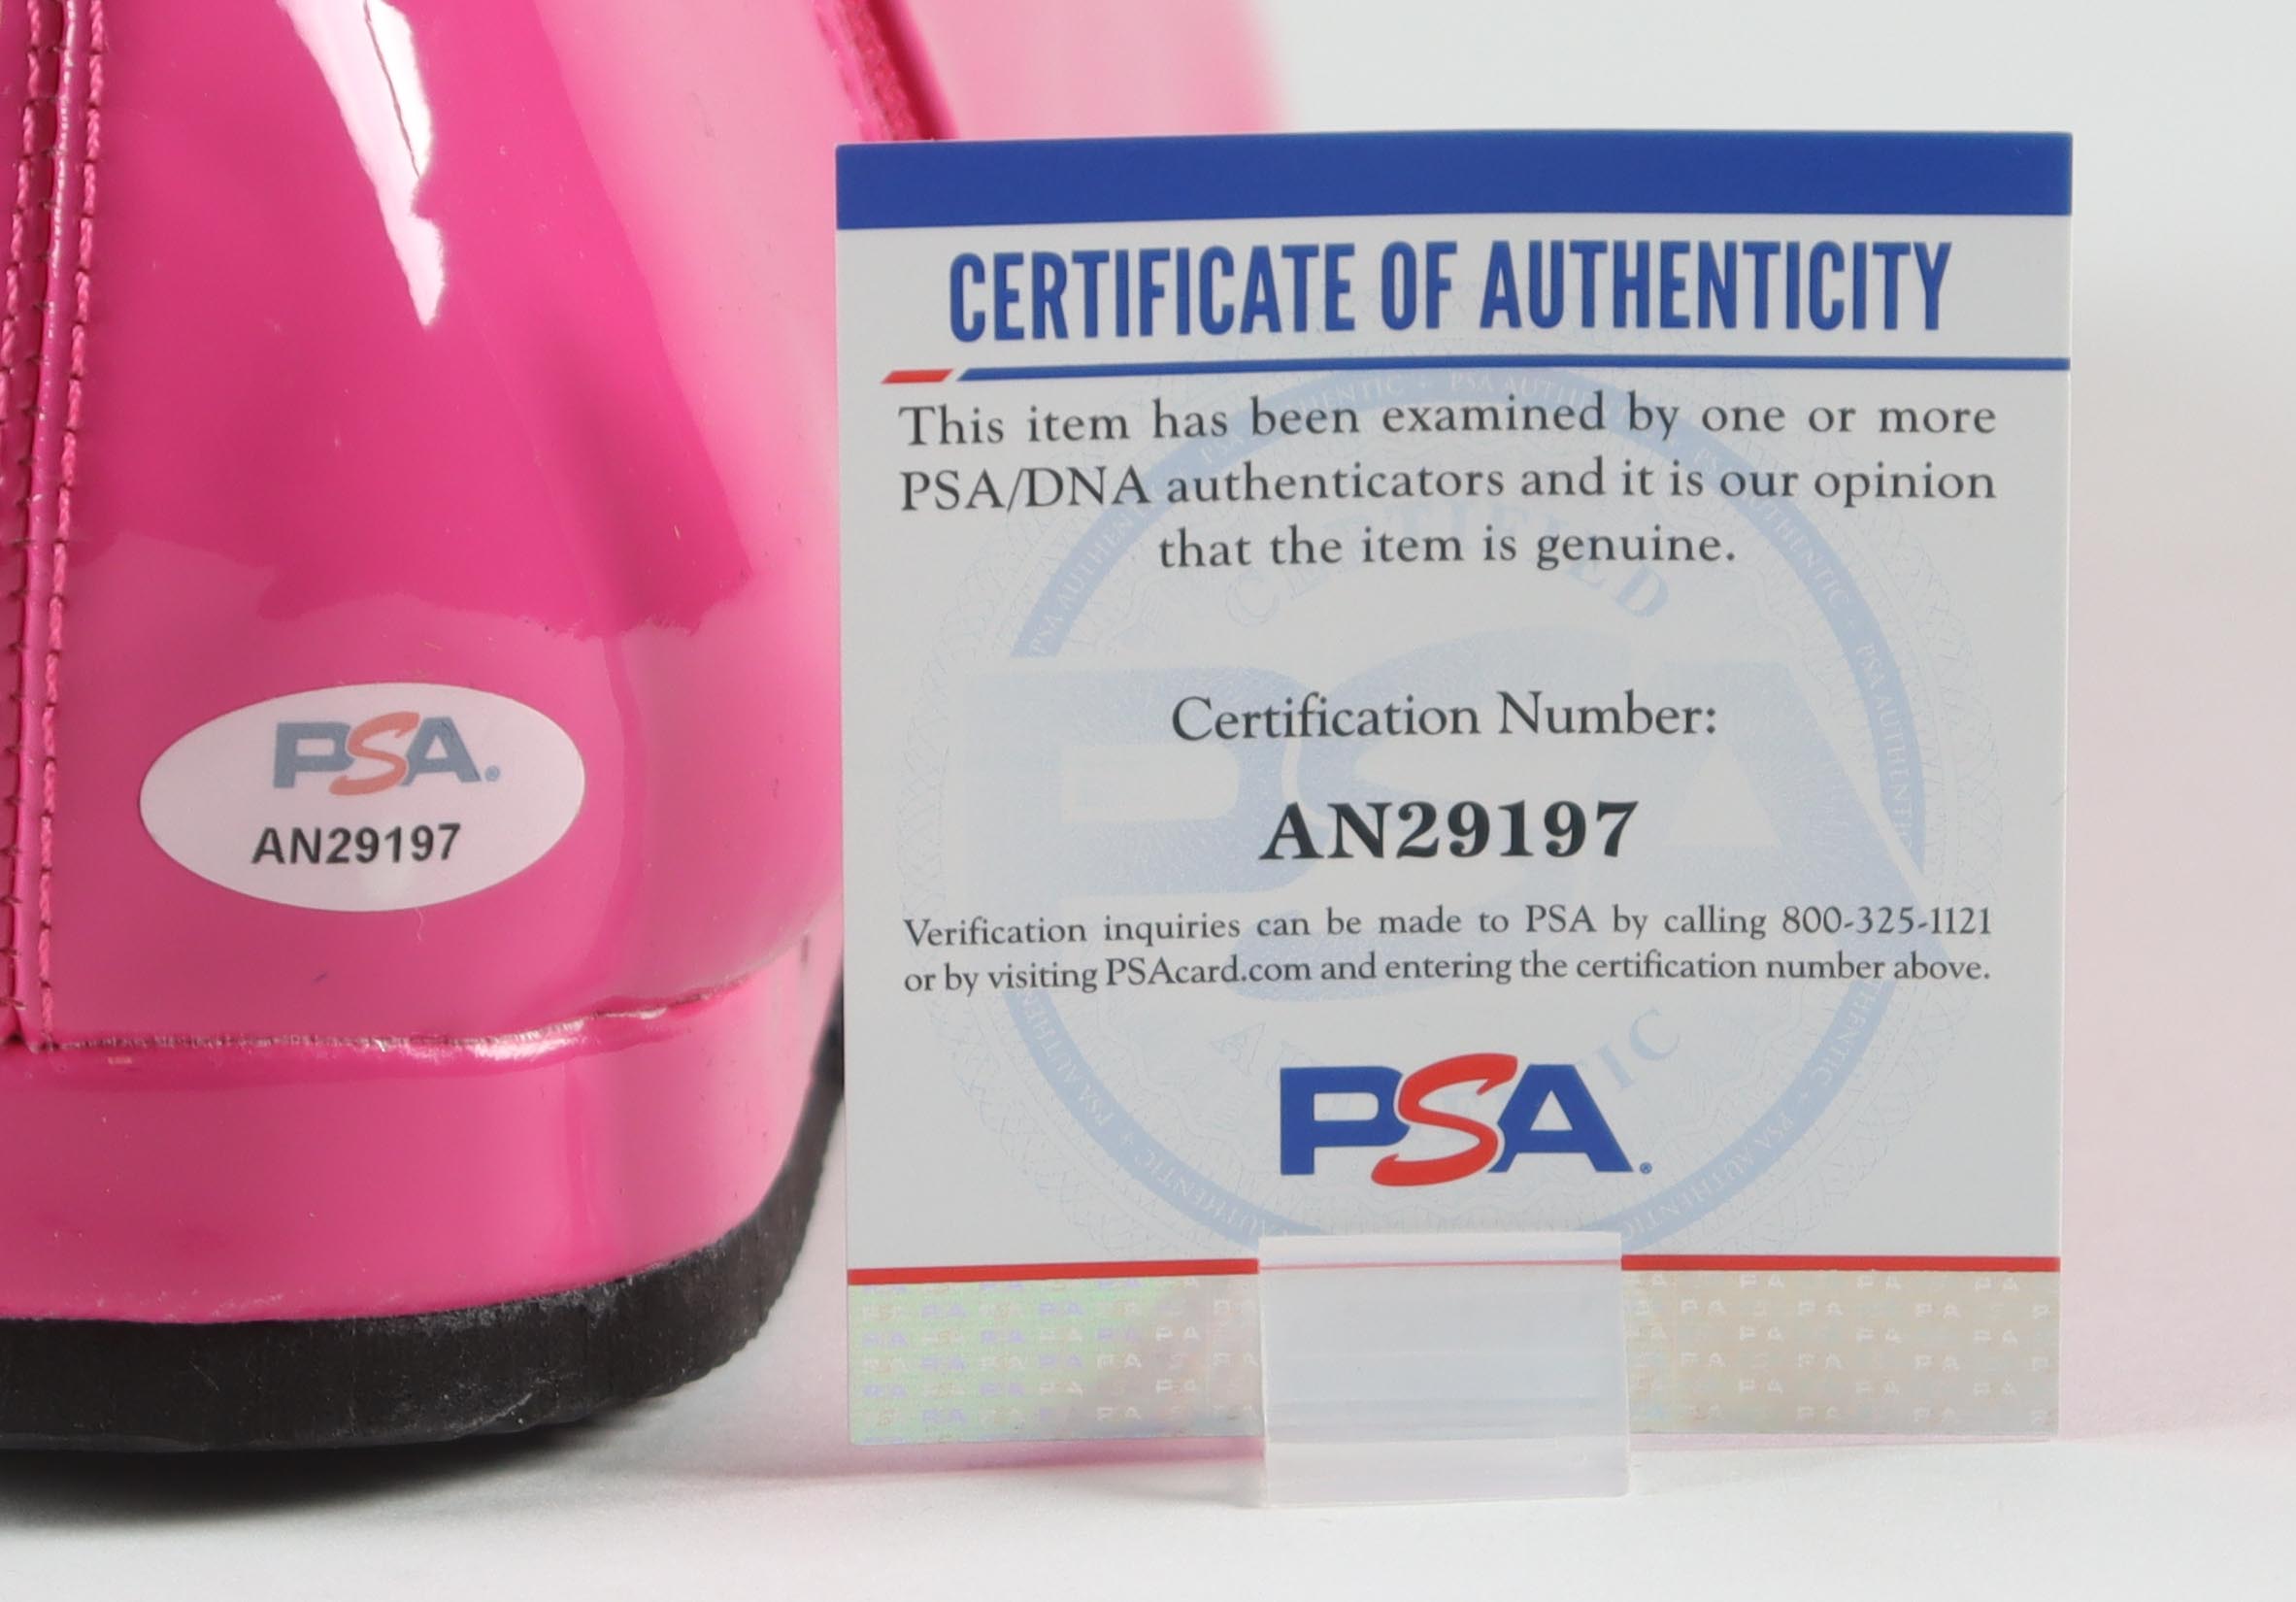 PSA.
AN29197
CERTIFICATE OF AUTHENTICITY
This item has been examined by one or more
PSA/DNA authenticators and it is our opinion
that the item is genuine.
Certification Number:
AN29197
Verification inquiries can be made to PSA by calling 800-325-1121
or by visiting PSAcard.com and entering the certification number above.
PSA.
CERTIFIED
PSA